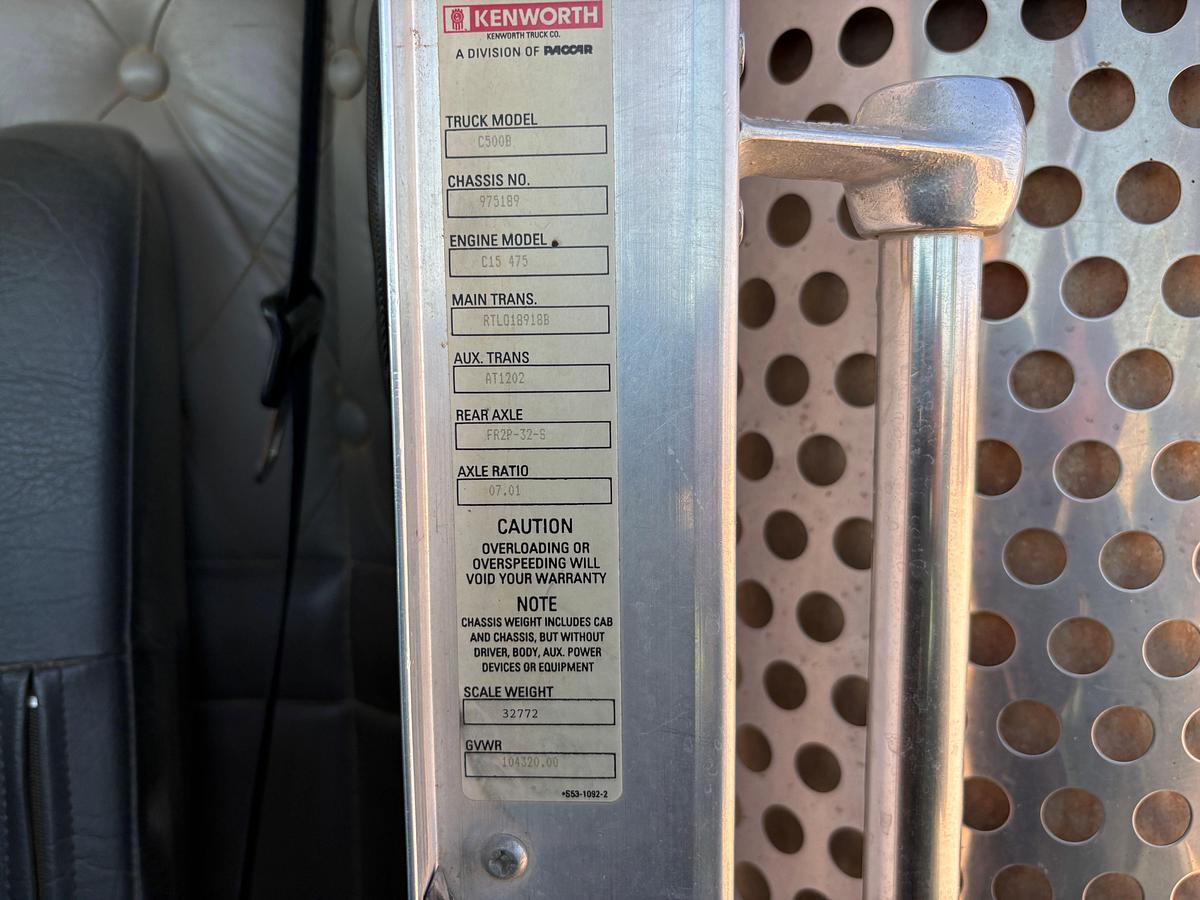 KENWORTH
KENWORTH TRUCK CO.
A DIVISION OF PACCAR
TRUCK MODEL
C500B
CHASSIS NO.
975189
ENGINE MODEL
C15 475
MAIN TRANS.
RTLO18918B
AUX. TRANS
AT1202
REAR AXLE
FR2P-32-S
AXLE RATIO
07.01
CAUTION
OVERLOADING OR
OVERSPEEDING WILL
VOID YOUR WARRANTY
NOTE
CHASSIS WEIGHT INCLUDES CAB
AND CHASSIS, BUT WITHOUT
DRIVER, BODY, AUX. POWER
DEVICES OR EQUIPMENT
SCALE WEIGHT
32772
GVWR
104320.00
*S53-1092-2